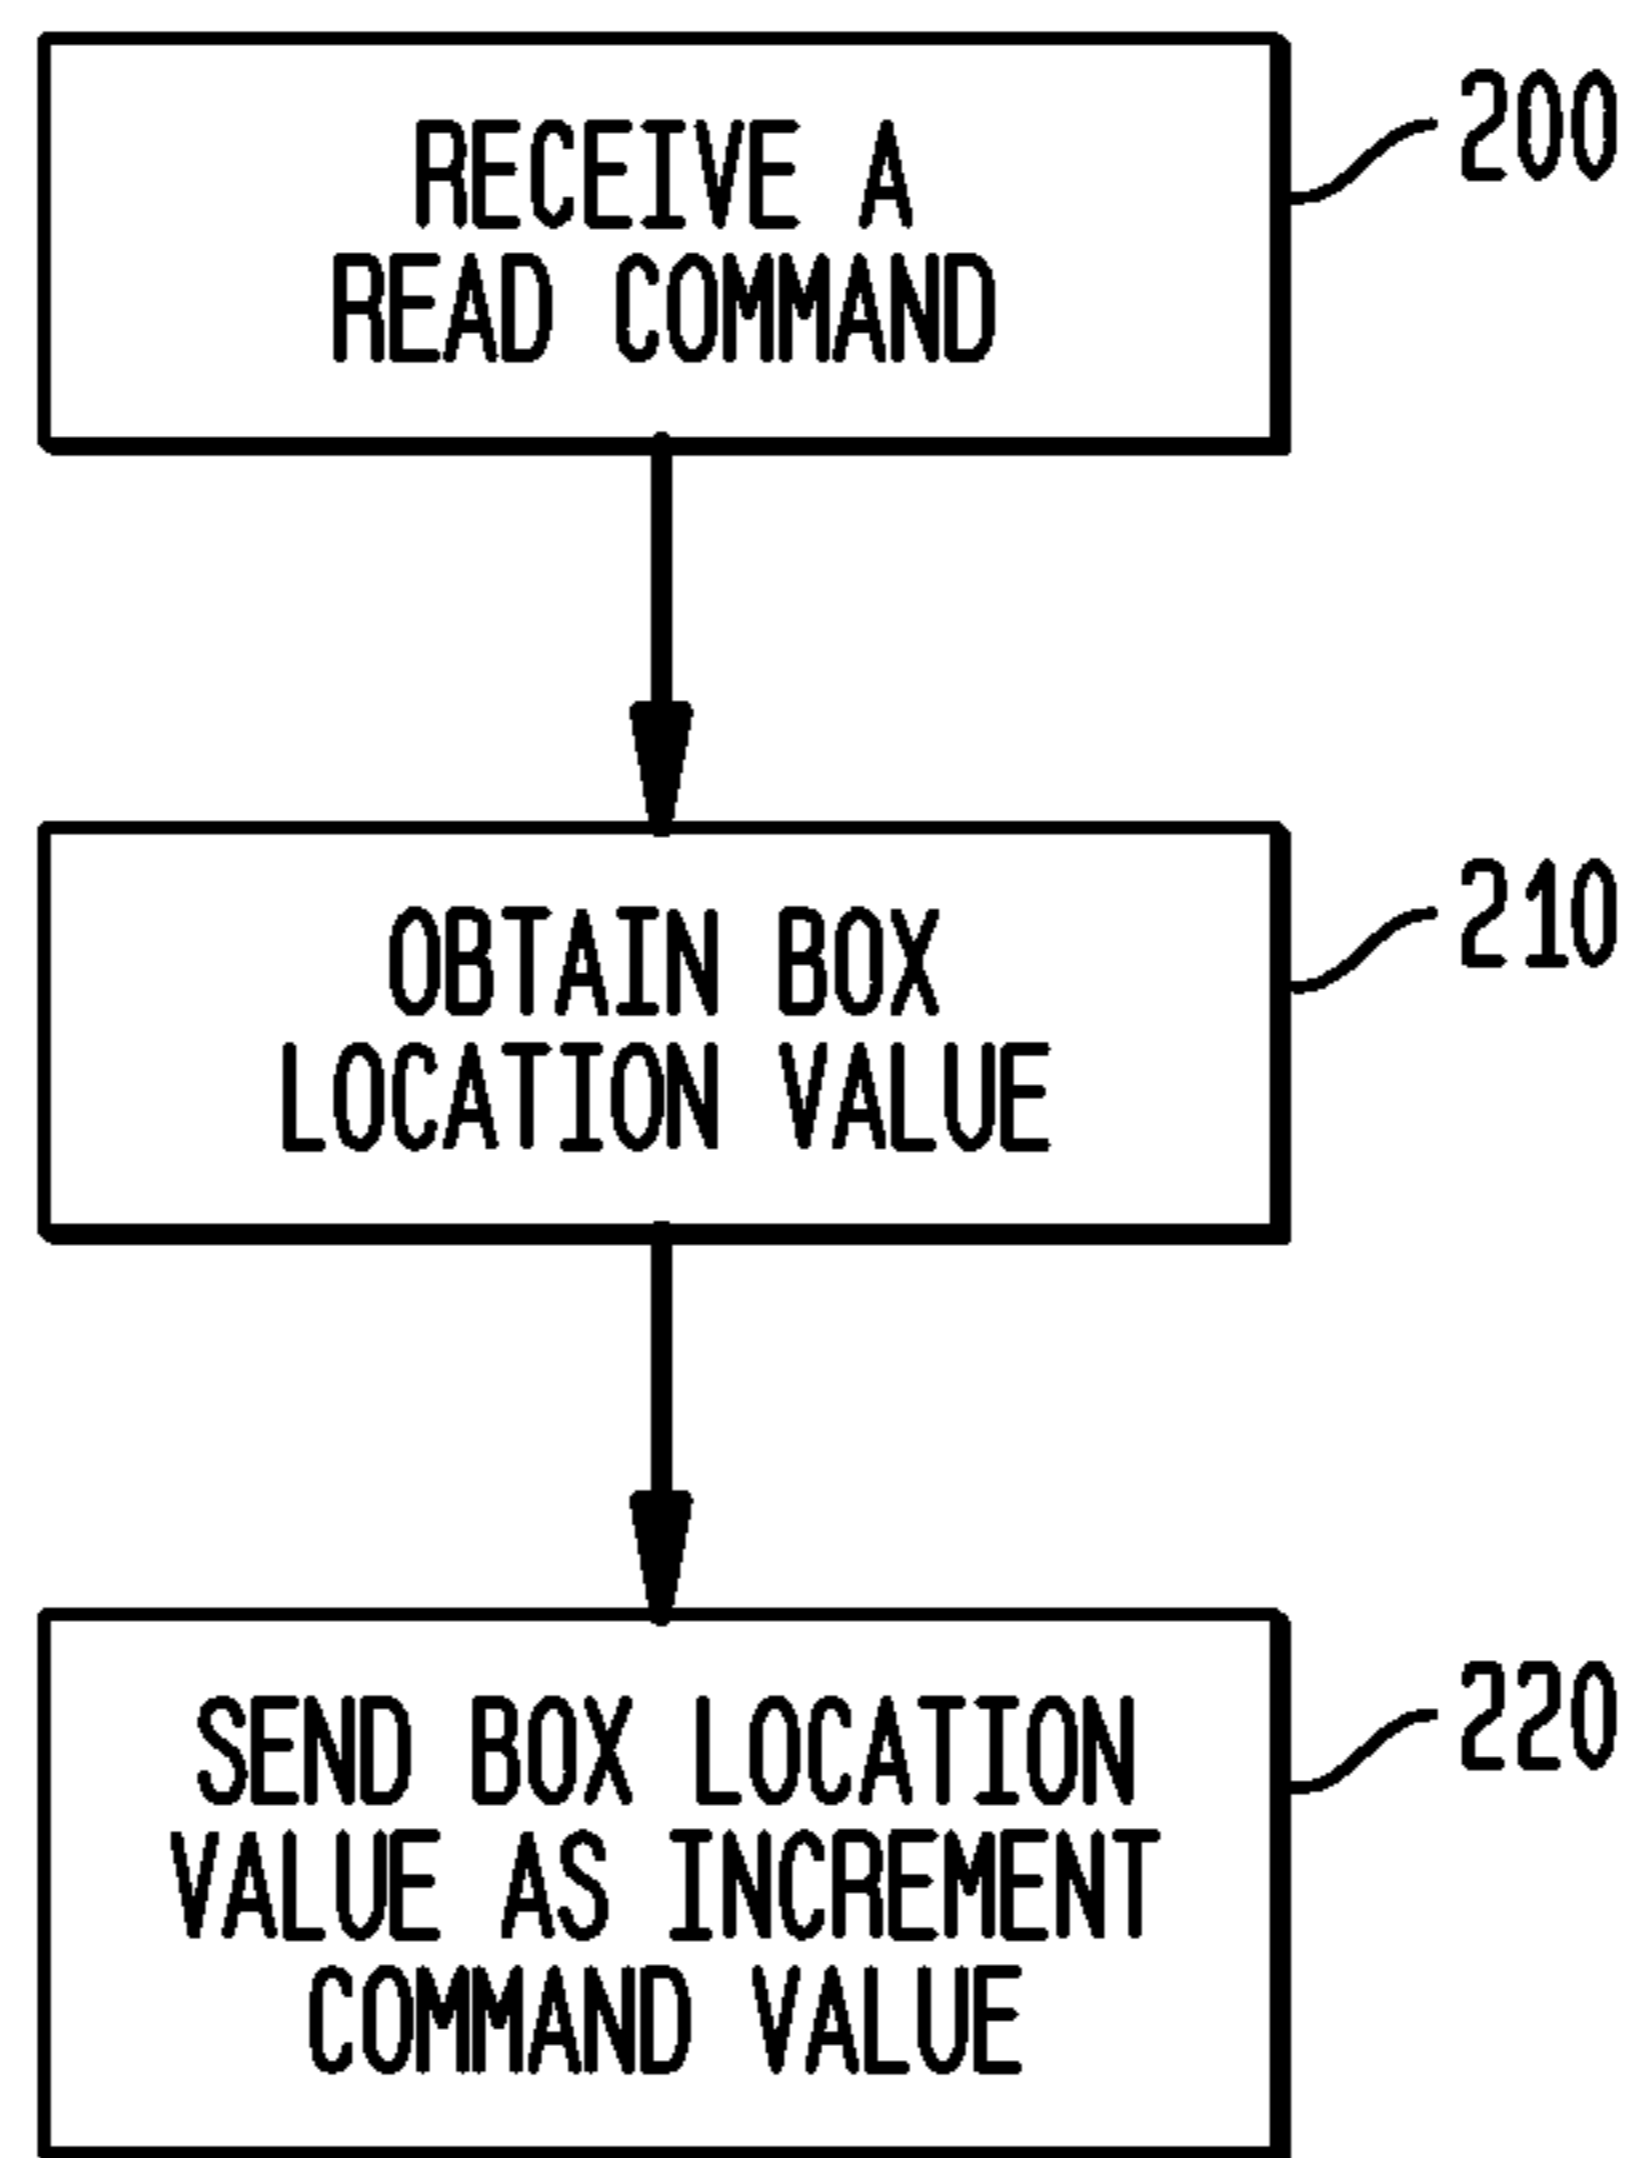 RECEIVE A
READ COMMAND
200
OBTAIN BOX
LOCATION VALUE
210
SEND BOX LOCATION
VALUE AS INCREMENT
COMMAND VALUE
220